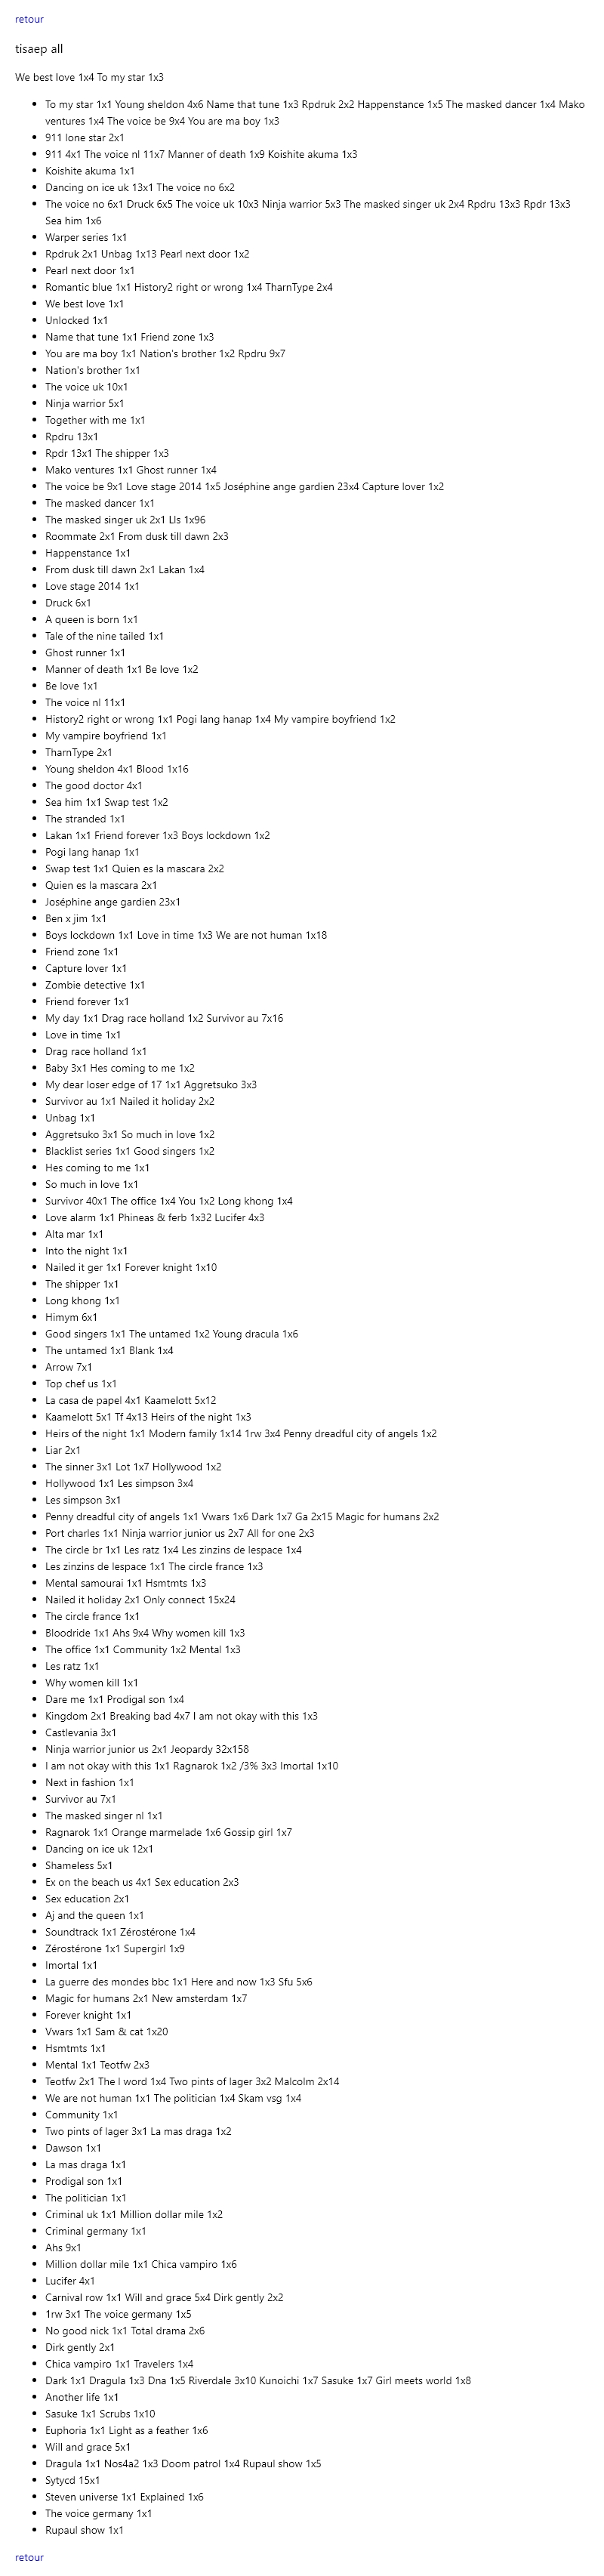 retour
tisaep all
We best love 1x4 To my star 1x3
To my star 1x1 Young sheldon 4x6 Name that tune 1x3 Rpdruk 2x2 Happenstance 1x5 The masked dancer 1x4 Mako
ventures 1x4 The voice be 9x4 You are ma boy 1x3
911 lone star 2x1
911 4x1 The voice nl 11x7 Manner of death 1x9 Koishite akuma 1x3
Koishite akuma 1x1
Dancing on ice uk 13x1 The voice no 6x2
The voice no 6x1 Druck 6x5 The voice uk 10x3 Ninja warrior 5x3 The masked singer uk 2x4 Rpdru 13x3 Rpdr 13x3
Sea him 1x6
Warper series 1x1
Rpdruk 2x1 Unbag 1x13 Pearl next door 1x2
Pearl next door 1x1
Romantic blue 1x1 History2 right or wrong 1x4 TharnType 2x4
We best love 1x1
Unlocked 1x1
Name that tune 1x1 Friend zone 1x3
You are ma boy 1x1 Nation's brother 1x2 Rpdru 9x7
Nation's brother 1x1
The voice uk 10x1
Ninja warrior 5x1
Together with me 1x1
Rpdru 13x1
Rpdr 13x1 The shipper 1x3
Mako ventures 1x1 Ghost runner 1x4
The voice be 9x1 Love stage 2014 1x5 Joséphine ange gardien 23x4 Capture lover 1x2
The masked dancer 1x1
The masked singer uk 2x1 Lls 1x96
Roommate 2x1 From dusk till dawn 2x3
Happenstance 1x1
From dusk till dawn 2x1 Lakan 1x4
Love stage 2014 1x1
Druck 6x1
A queen is born 1x1
Tale of the nine tailed 1x1
Ghost runner 1x1
Manner of death 1x1 Be love 1x2
Be love 1x1
The voice nl 11x1
History2 right or wrong 1x1 Pogi lang hanap 1x4 My vampire boyfriend 1x2
My vampire boyfriend 1x1
TharnType 2x1
Young sheldon 4x1 Blood 1x16
The good doctor 4x1
Sea him 1x1 Swap test 1x2
The stranded 1x1
Lakan 1x1 Friend forever 1x3 Boys lockdown 1x2
Pogi lang hanap 1x1
Swap test 1x1 Quien es la mascara 2x2
Quien es la mascara 2x1
Joséphine ange gardien 23x1
Ben x jim 1x1
Boys lockdown 1x1 Love in time 1x3 We are not human 1x18
Friend zone 1x1
Capture lover 1x1
Zombie detective 1x1
Friend forever 1x1
My day 1x1 Drag race holland 1x2 Survivor au 7x16
Love in time 1x1
Drag race holland 1x1
Baby 3x1 Hes coming to me 1x2
My dear loser edge of 17 1x1 Aggretsuko 3x3
Survivor au 1x1 Nailed it holiday 2x2
Unbag 1x1
Aggretsuko 3x1 So much in love 1x2
Blacklist series 1x1 Good singers 1x2
Hes coming to me 1x1
So much in love 1x1
Survivor 40x1 The office 1x4 You 1x2 Long khong 1x4
Love alarm 1x1 Phineas & ferb 1x32 Lucifer 4x3
Alta mar 1x1
Into the night 1x1
Nailed it ger 1x1 Forever knight 1x10
The shipper 1x1
Long khong 1x1
Himym 6x1
Good singers 1x1 The untamed 1x2 Young dracula 1x6
The untamed 1x1 Blank 1x4
Arrow 7x1
Top chef us 1x1
La casa de papel 4x1 Kaamelott 5x12
Kaamelott 5x1 Tf 4x13 Heirs of the night 1x3
Heirs of the night 1x1 Modern family 1x14 1rw 3x4 Penny dreadful city of angels 1x2
Liar 2x1
The sinner 3x1 Lot 1x7 Hollywood 1x2
Hollywood 1x1 Les simpson 3x4
Les simpson 3x1
Penny dreadful city of angels 1x1 Vwars 1x6 Dark 1x7 Ga 2x15 Magic for humans 2x2
Port charles 1x1 Ninja warrior junior us 2x7 All for one 2x3
The circle br 1x1 Les ratz 1x4 Les zinzins de lespace 1x4
Les zinzins de lespace 1x1 The circle france 1x3
Mental samourai 1x1 Hsmtmts 1x3
Nailed it holiday 2x1 Only connect 15x24
The circle france 1x1
Bloodride 1x1 Ahs 9x4 Why women kill 1x3
The office 1x1 Community 1x2 Mental 1x3
Les ratz 1x1
Why women kill 1x1
Dare me 1x1 Prodigal son 1x4
Kingdom 2x1 Breaking bad 4x7 I am not okay with this 1x3
Castlevania 3x1
Ninja warrior junior us 2x1 Jeopardy 32x158
I am not okay with this 1x1 Ragnarok 1x2 /3% 3x3 Imortal 1x10
Next in fashion 1x1
Survivor au 7x1
The masked singer nl 1x1
Ragnarok 1x1 Orange marmelade 1x6 Gossip girl 1x7
Dancing on ice uk 12x1
Shameless 5x1
Ex on the beach us 4x1 Sex education 2x3
Sex education 2x1
Aj and the queen 1x1
Soundtrack 1x1 Zérostérone 1x4
Zérostérone 1x1 Supergirl 1x9
Imortal 1x1
La guerre des mondes bbc 1x1 Here and now 1x3 Sfu 5x6
Magic for humans 2x1 New amsterdam 1x7
Forever knight 1x1
Vwars 1x1 Sam & cat 1x20
Hsmtmts 1x1
Mental 1x1 Teotfw 2x3
Teotfw 2x1 The l word 1x4 Two pints of lager 3x2 Malcolm 2x14
We are not human 1x1 The politician 1x4 Skam vsg 1x4
Community 1x1
Two pints of lager 3x1 La mas draga 1x2
Dawson 1x1
La mas draga 1x1
Prodigal son 1x1
The politician 1x1
Criminal uk 1x1 Million dollar mile 1x2
Criminal germany 1x1
Ahs 9x1
Million dollar mile 1x1 Chica vampiro 1x6
Lucifer 4x1
Carnival row 1x1 Will and grace 5x4 Dirk gently 2x2
1rw 3x1 The voice germany 1x5
No good nick 1x1 Total drama 2x6
Dirk gently 2x1
Chica vampiro 1x1 Travelers 1x4
Dark 1x1 Dragula 1x3 Dna 1x5 Riverdale 3x10 Kunoichi 1x7 Sasuke 1x7 Girl meets world 1x8
Another life 1x1
Sasuke 1x1 Scrubs 1x10
Euphoria 1x1 Light as a feather 1x6
Will and grace 5x1
Dragula 1x1 Nos4a2 1x3 Doom patrol 1x4 Rupaul show 1x5
Sytycd 15x1
Steven universe 1x1 Explained 1x6
The voice germany 1x1
Rupaul show 1x1
retour